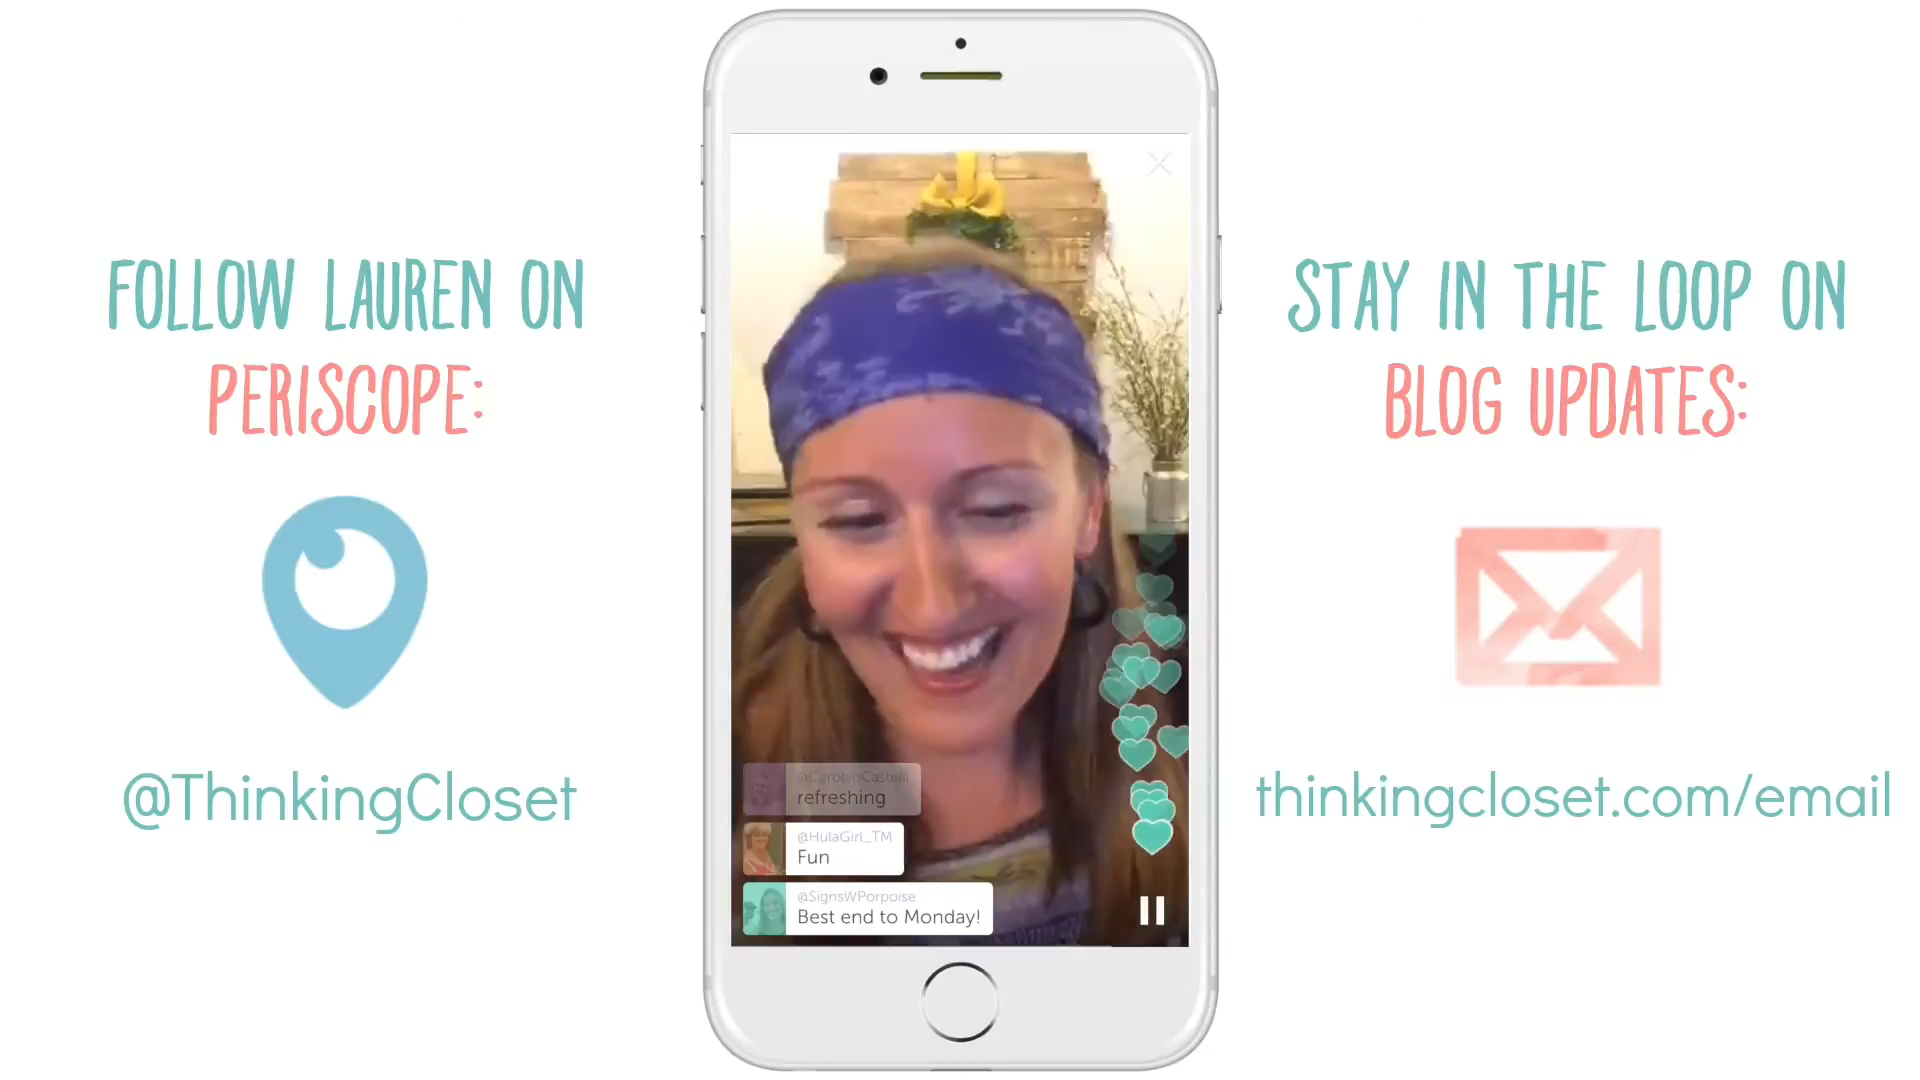 FOLLOW LAUREN ON
PERISCOPE:
@ThinkingCloset
@CarolynCastelli
refreshing
@HulaGirl_TM
Fun
@SignsWPorpoise
Best end to Monday!
STAY IN THE LOOP ON
BLOG UPDATES:
thinkingcloset.com/email